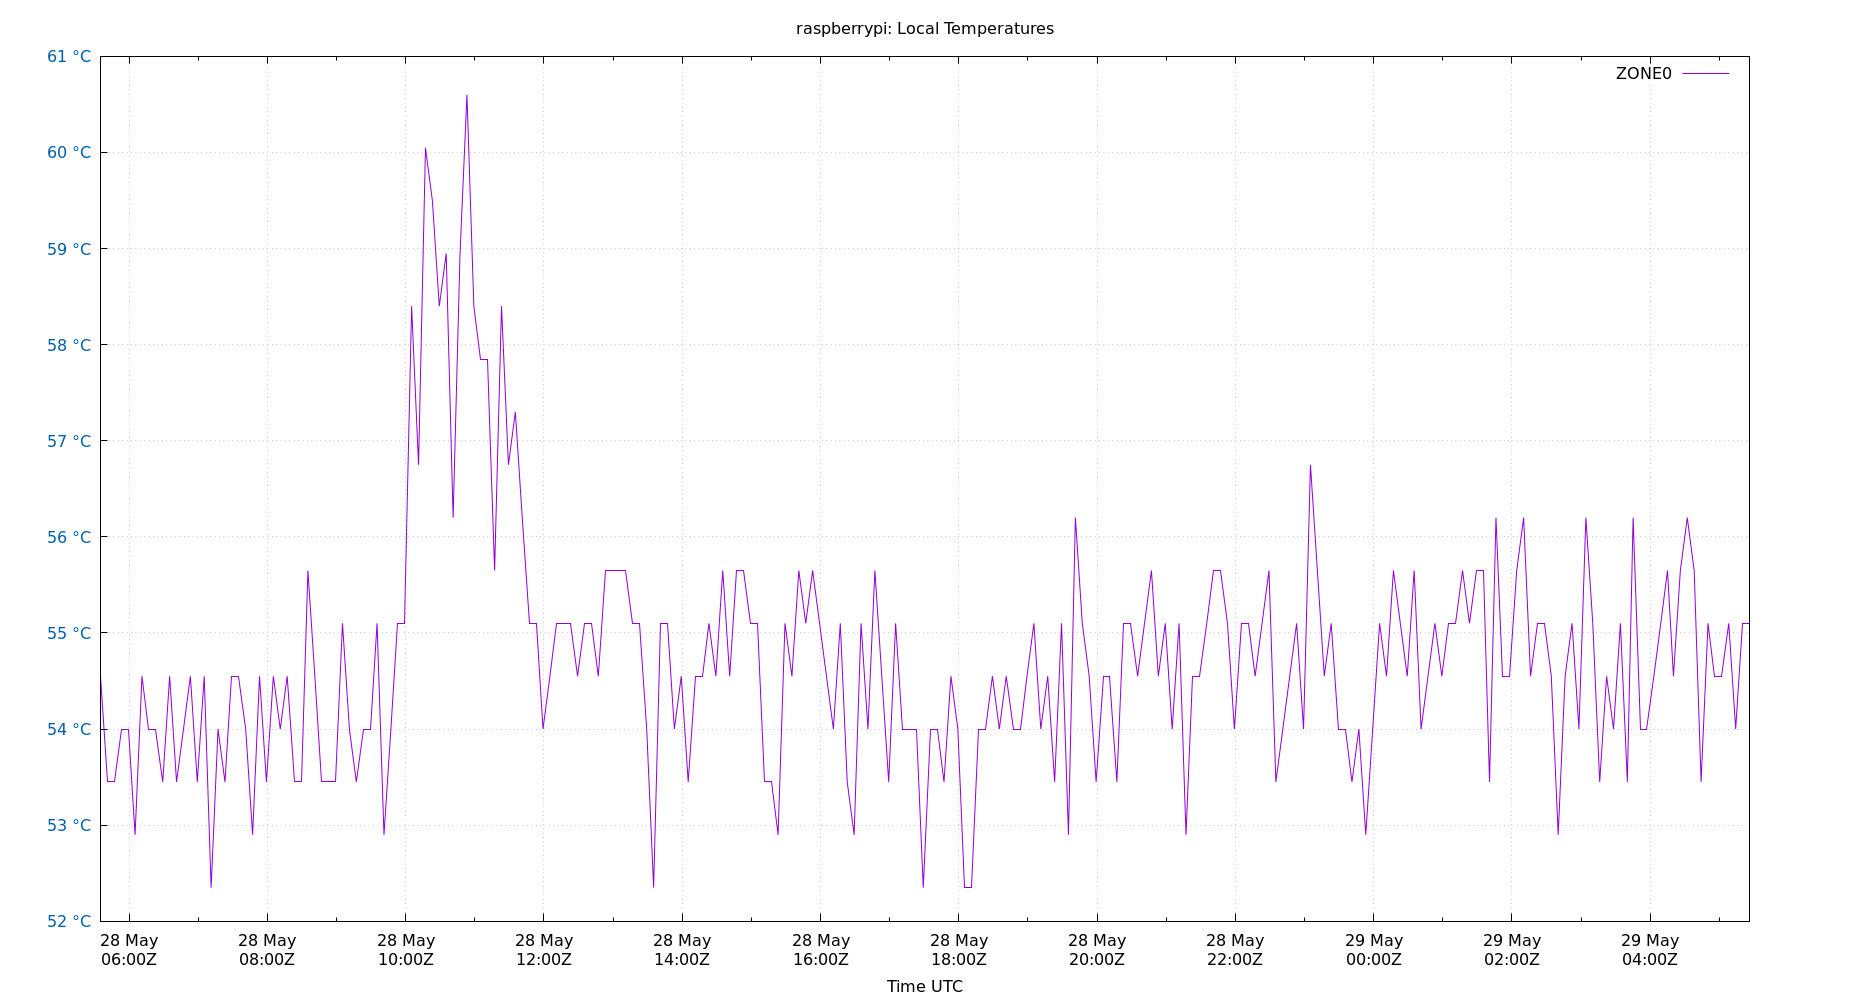 raspberrypi: Local Temperatures
ZONE0
61 °C
60 °C
59 °C
58 °C
57 °C
56 °C
55 °C
54 °C
53 °C
52 °C
28 May 28 May 28 May 28 May 28 May 28 May 28 May 28 May 28 May 29 May 29 May 29 May
06:00Z 08:00Z 10:00Z 12:00Z 14:00Z 16:00Z 18:00Z 20:00Z 22:00Z 00:00Z 02:00Z 04:00Z
Time UTC